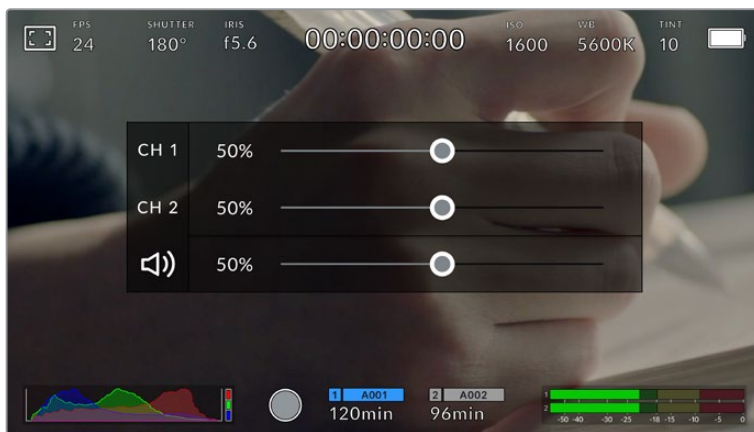 FPS SHUTTER IRIS ISO WB TINT
24 180° f5.6 00:00:00:00 1600 5600K 10
CH 1 50%
CH 2 50%
50%
1 A001 2 A002
120min 96min
1
2
-50 -40 -30 -25 -18 -15 -10 -5 0